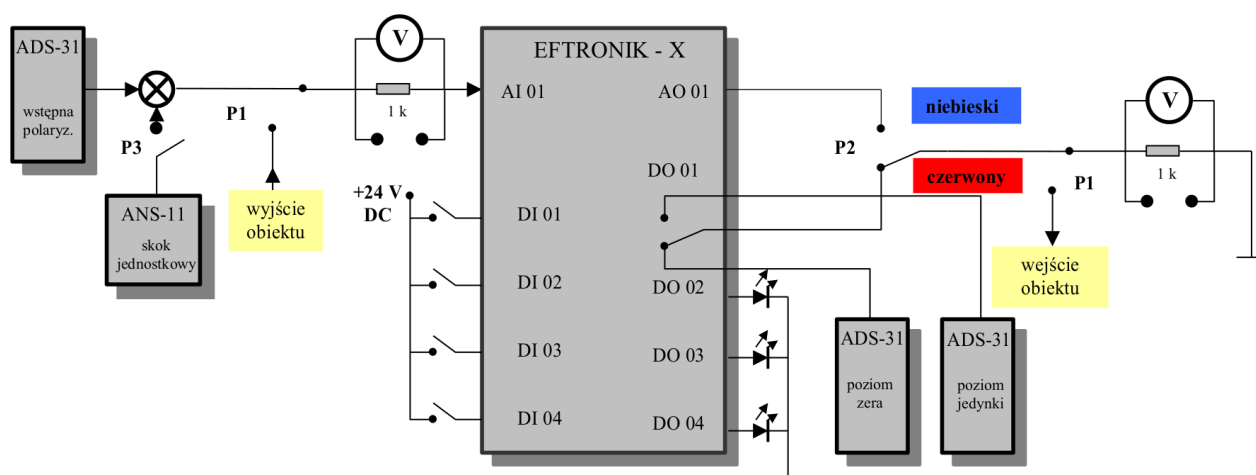 ADS-31
wstępna
polaryz.
P3
ANS-11
skok
jednostkowy
P1
wyjście
obiektu
V
1 k
+24 V
DC
EFTRONIK - X
AI 01
AO 01
DO 01
DI 01
DI 02
DO 02
DI 03
DO 03
DI 04
DO 04
niebieski
P2
czerwony
ADS-31
poziom
zera
ADS-31
poziom
jedynki
P1
wejście
obiektu
V
1 k